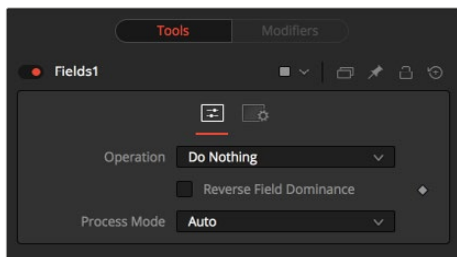 Tools Modifiers
Fields1
Operation Do Nothing
Reverse Field Dominance
Process Mode Auto